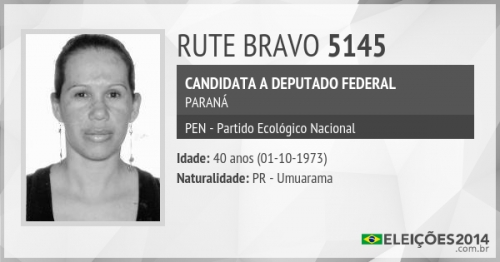 RUTE BRAVO 5145
CANDIDATA A DEPUTADO FEDERAL
PARANÁ
PEN - Partido Ecológico Nacional
Idade: 40 anos (01-10-1973)
Naturalidade: PR - Umuarama
ELEIÇÕES2014
.com.br